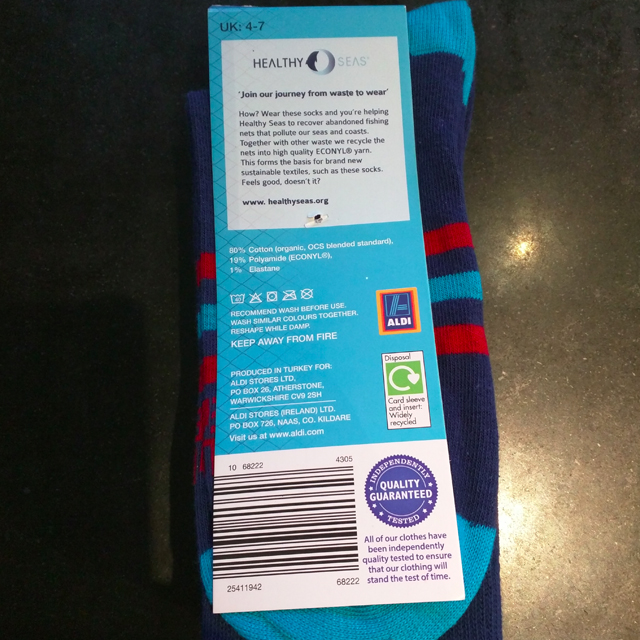 UK: 4-7
HEALTHY SEAS®
'Join our journey from waste to wear'
How? Wear these socks and you're helping
Healthy Seas to recover abandoned fishing
nets that pollute our seas and coasts.
Together with other waste we recycle the
nets into high quality ECONYL® yarn.
This forms the basis for brand new
sustainable textiles, such as these socks.
Feels good, doesn't it?
www. healthyseas.org
80% Cotton (organic, OCS blended standard),
19% Polyamide (ECONYL®),
1% Elastane
RECOMMEND WASH BEFORE USE.
WASH SIMILAR COLOURS TOGETHER.
RESHAPE WHILE DAMP.
KEEP AWAY FROM FIRE
ALDI
PRODUCED IN TURKEY FOR:
ALDI STORES LTD.
PO BOX 26, ATHERSTONE,
WARWICKSHIRE CV9 2SH
ALDI STORES (IRELAND) LTD.
PO BOX 726, NAAS, CO. KILDARE
Visit us at www.aldi.com
Disposal
Card sleeve
and insert:
Widely
recycled
10 68222 4305
25411942 68222
INDEPENDENTLY
QUALITY
GUARANTEED
TESTED
All of our clothes have
been independently
quality tested to ensure
that our clothing will
stand the test of time.